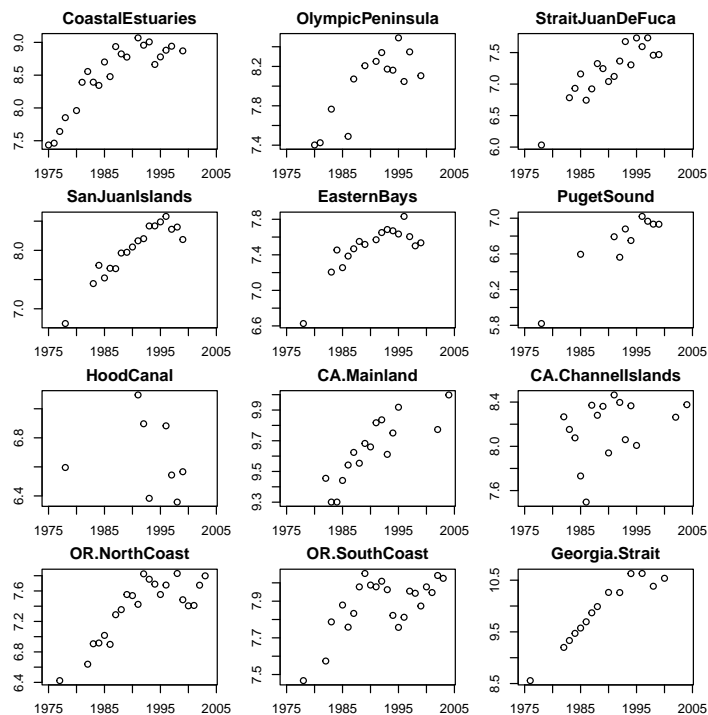 CoastalEstuaries
7.5 8.0 8.5 9.0
1975 1985 1995 2005
OlympicPeninsula
7.4 7.8 8.2
1975 1985 1995 2005
StraitJuanDeFuca
6.0 6.5 7.0 7.5
1975 1985 1995 2005
SanJuanIslands
7.0 8.0
1975 1985 1995 2005
EasternBays
6.6 7.0 7.4 7.8
1975 1985 1995 2005
PugetSound
5.8 6.2 6.6 7.0
1975 1985 1995 2005
HoodCanal
6.4 6.8
1975 1985 1995 2005
CA.Mainland
9.3 9.5 9.7 9.9
1975 1985 1995 2005
CA.ChannelIslands
7.6 8.0 8.4
1975 1985 1995 2005
OR.NorthCoast
6.4 6.8 7.2 7.6
1975 1985 1995 2005
OR.SouthCoast
7.5 7.7 7.9
1975 1985 1995 2005
Georgia.Strait
8.5 9.5 10.5
1975 1985 1995 2005